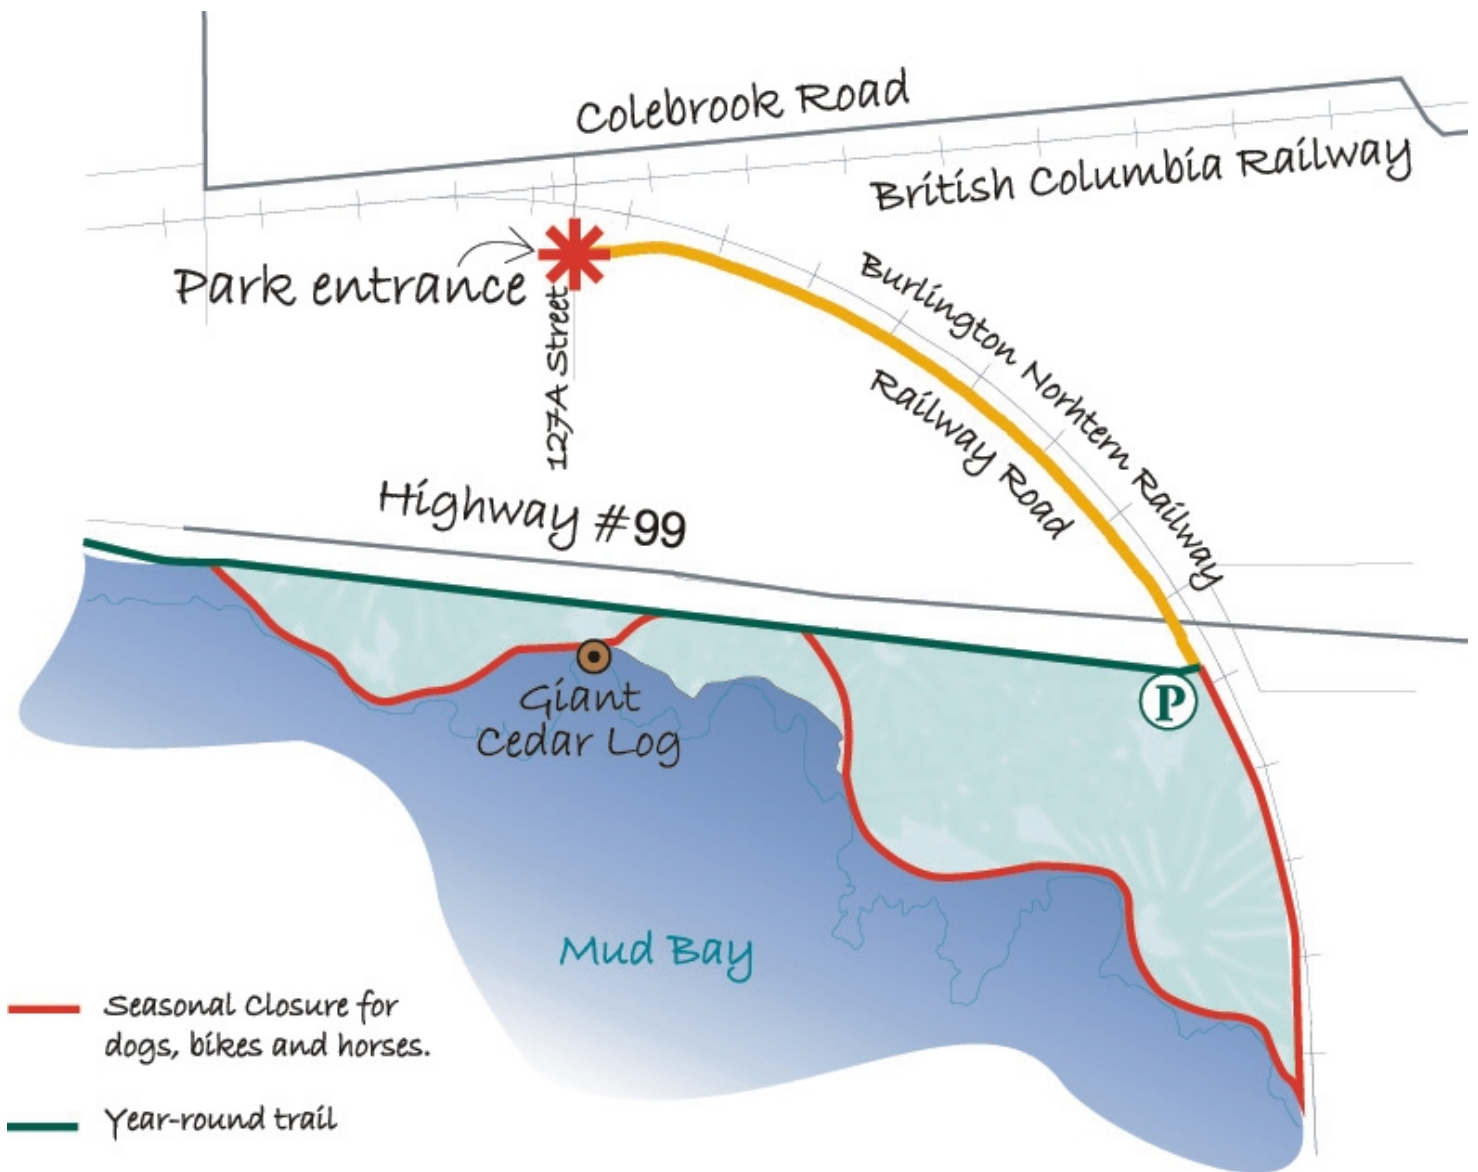 Colebrook Road
British Columbia Railway
Park entrance
127A Street
Burlington Norhtern Railway
Railway Road
Highway #99
P
Giant
Cedar Log
Mud Bay
Seasonal Closure for
dogs, bikes and horses.
Year-round trail